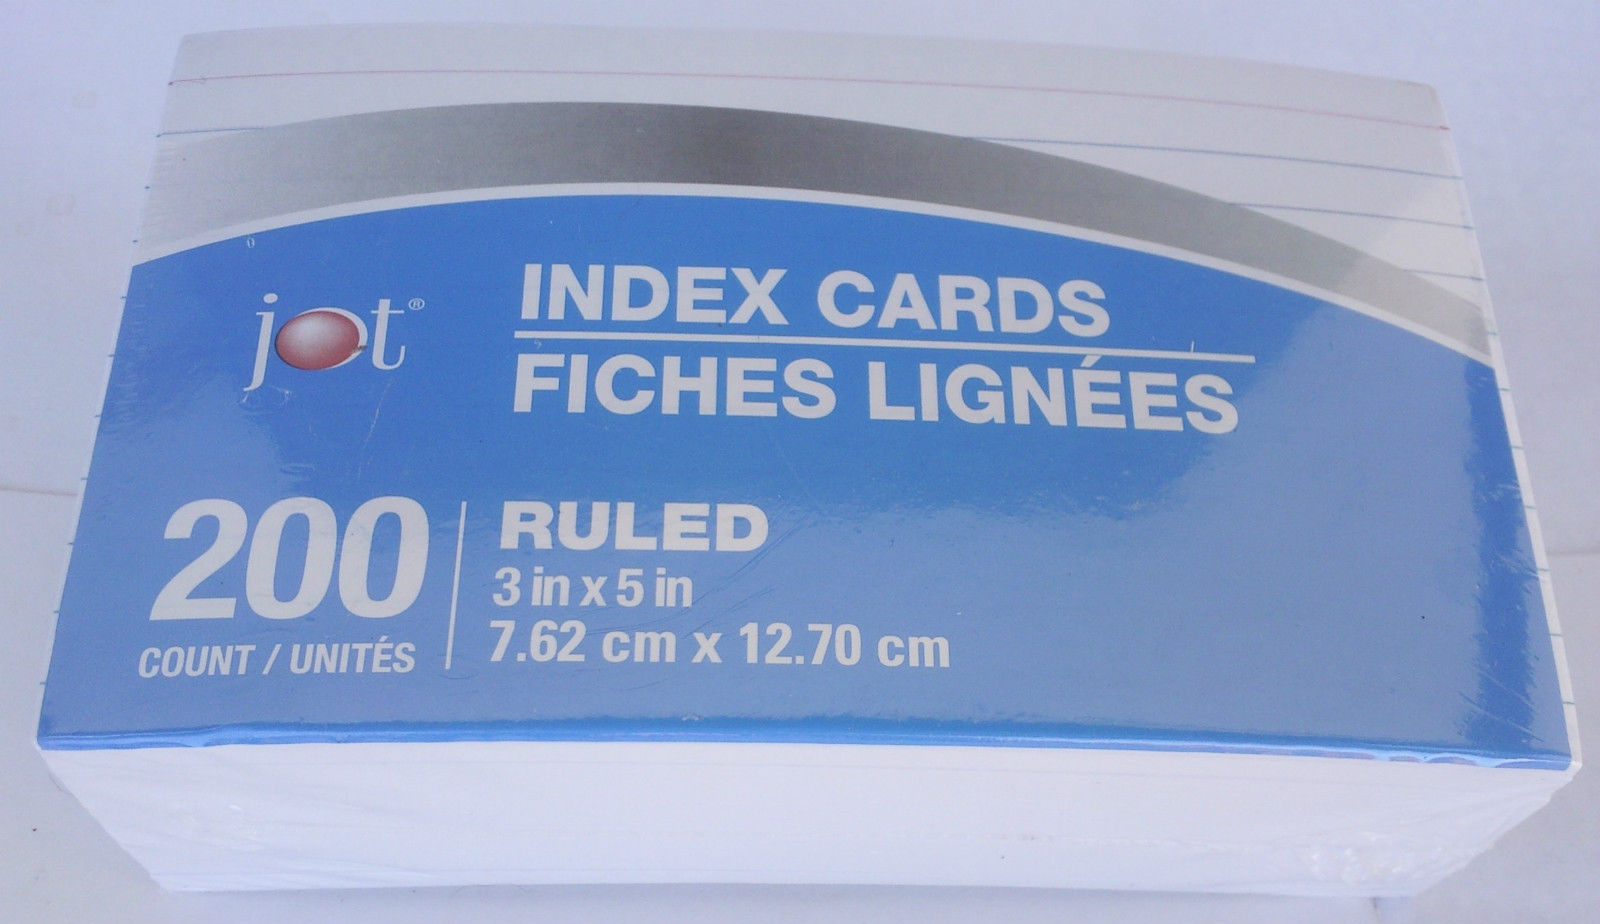 jot®
INDEX CARDS
FICHES LIGNÉES
200
COUNT / UNITÉS
RULED
3 in x 5 in
7.62 cm x 12.70 cm